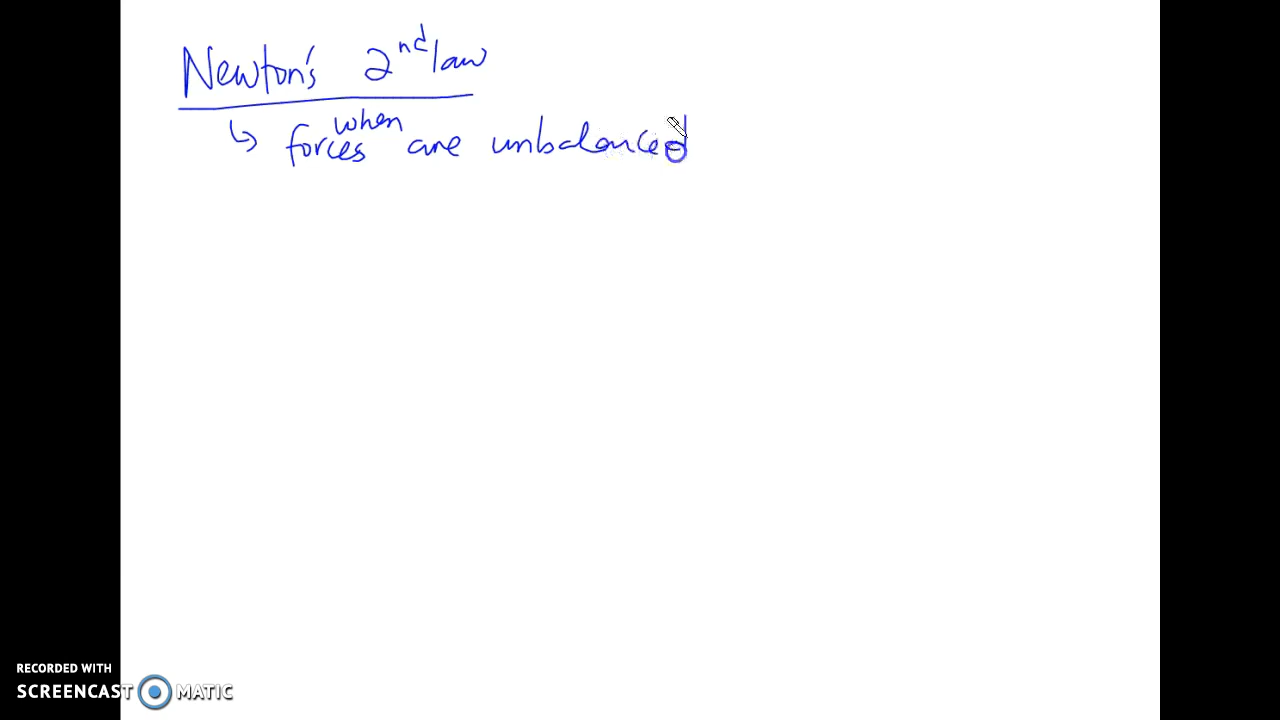 Newton's 2nd law
when
↳ forces are unbalanced
RECORDED WITH
SCREENCAST MATIC